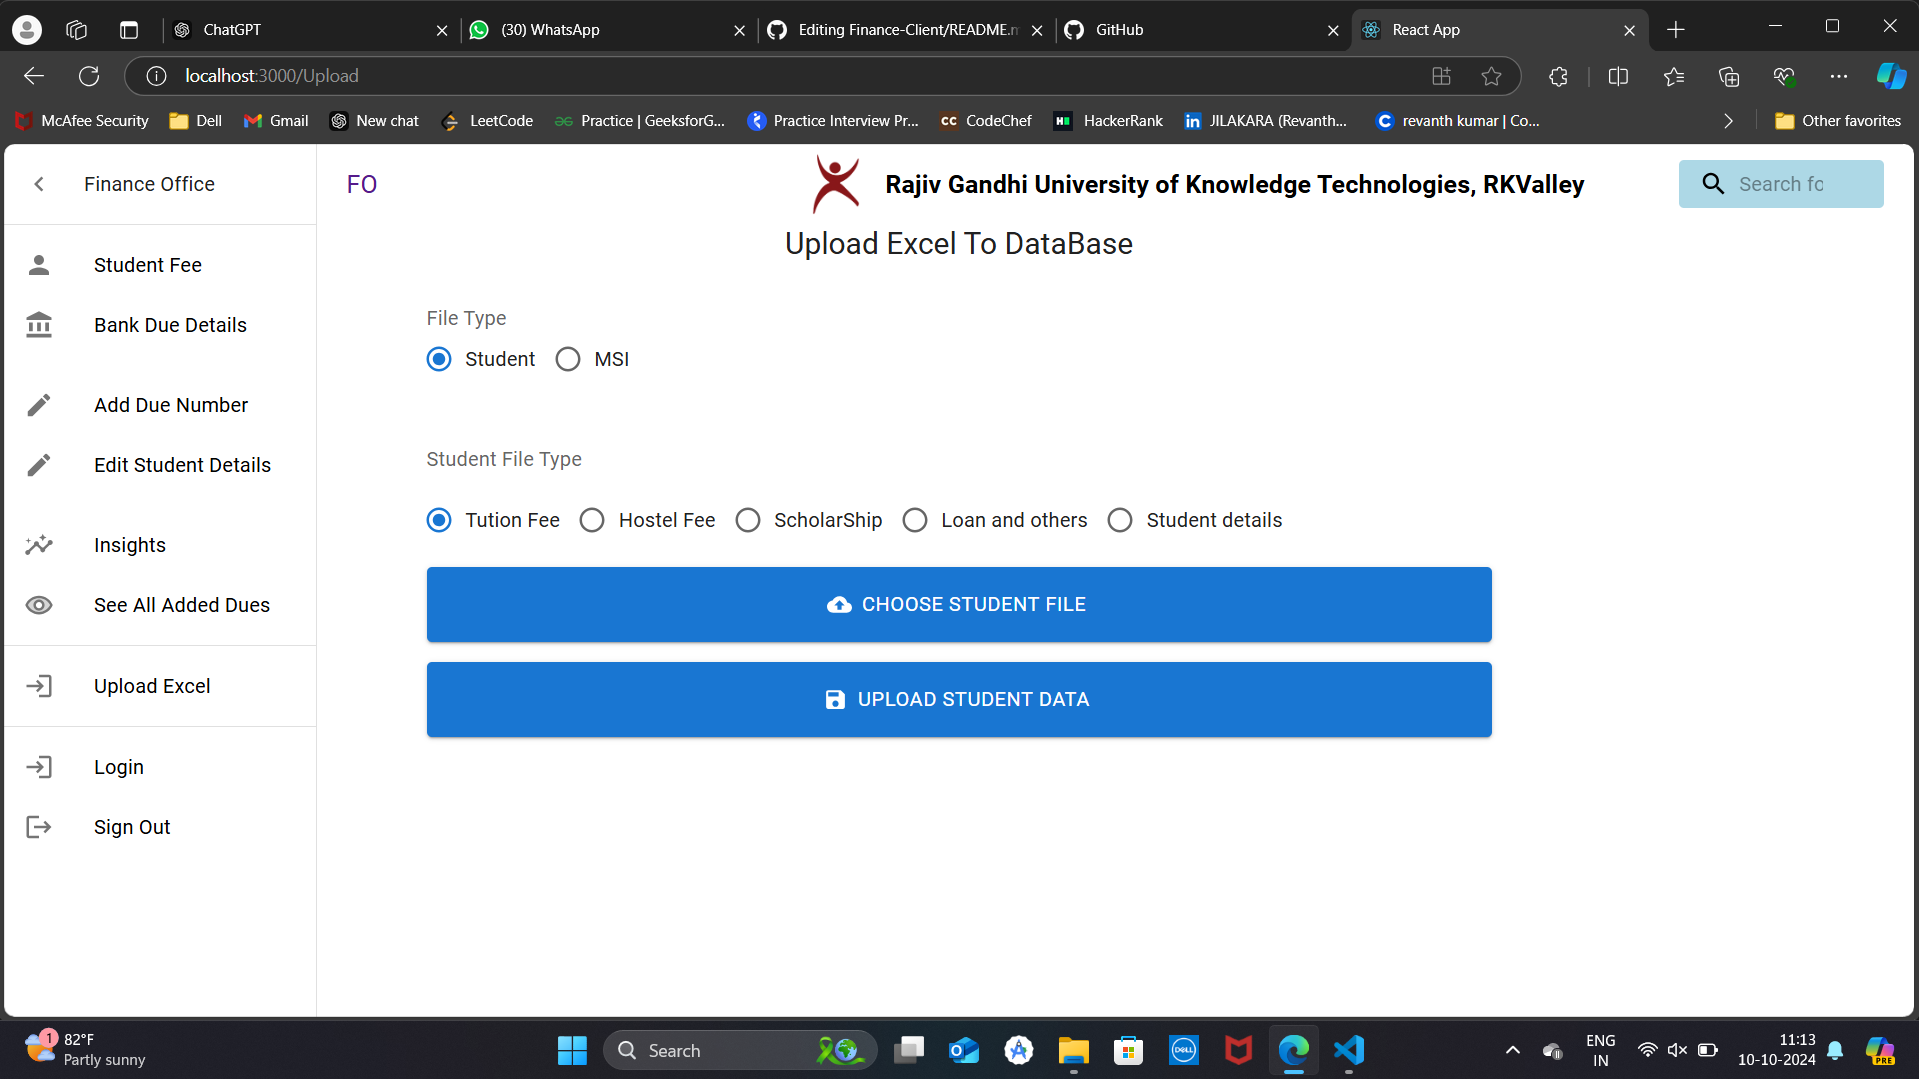 ChatGPT
(30) WhatsApp
Editing Finance-Client/README.m
GitHub
React App
localhost:3000/Upload
McAfee Security
Dell
Gmail
New chat
LeetCode
Practice | GeeksforG...
Practice Interview Pr...
CodeChef
HackerRank
JILAKARA (Revanth...
revanth kumar | Co...
Other favorites
Finance Office
FO
Rajiv Gandhi University of Knowledge Technologies, RKValley
Search fo
Upload Excel To DataBase
Student Fee
Bank Due Details
Add Due Number
Edit Student Details
Insights
See All Added Dues
Upload Excel
Login
Sign Out
File Type
Student
MSI
Student File Type
Tution Fee
Hostel Fee
ScholarShip
Loan and others
Student details
CHOOSE STUDENT FILE
UPLOAD STUDENT DATA
1
82°F
Partly sunny
Search
DELL
ENG
IN
11:13
10-10-2024
PRE